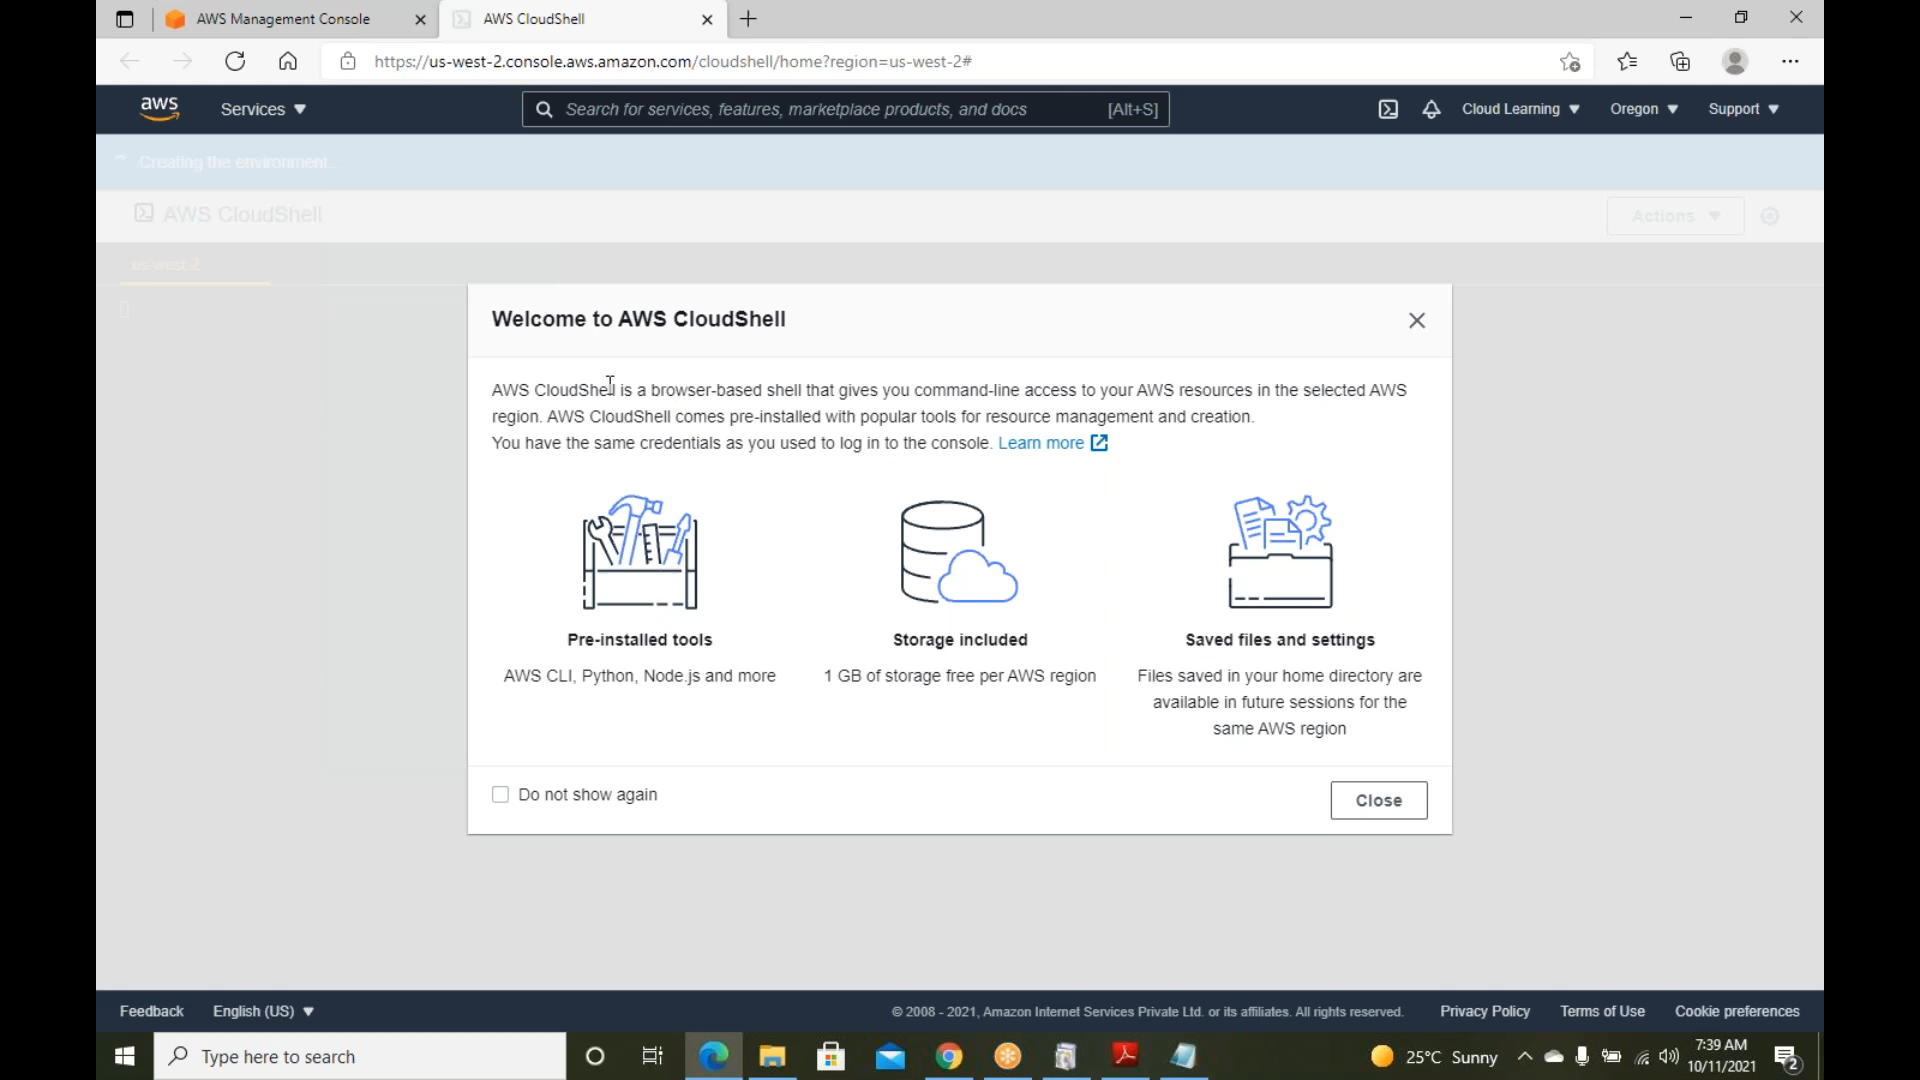 AWS Management Console
AWS CloudShell
https://us-west-2.console.aws.amazon.com/cloudshell/home?region=us-west-2#
aws
Services
Search for services, features, marketplace products, and docs [Alt+S]
Cloud Learning
Oregon
Support
Creating the environment...
AWS CloudShell
Actions
us-west-2
Welcome to AWS CloudShell
AWS CloudShell is a browser-based shell that gives you command-line access to your AWS resources in the selected AWS
region. AWS CloudShell comes pre-installed with popular tools for resource management and creation.
You have the same credentials as you used to log in to the console. Learn more
Pre-installed tools
AWS CLI, Python, Node.js and more
Storage included
1 GB of storage free per AWS region
Saved files and settings
Files saved in your home directory are
available in future sessions for the
same AWS region
Do not show again
Close
Feedback
English (US)
© 2008 - 2021, Amazon Internet Services Private Ltd. or its affiliates. All rights reserved.
Privacy Policy
Terms of Use
Cookie preferences
Type here to search
25°C Sunny
7:39 AM
10/11/2021
2